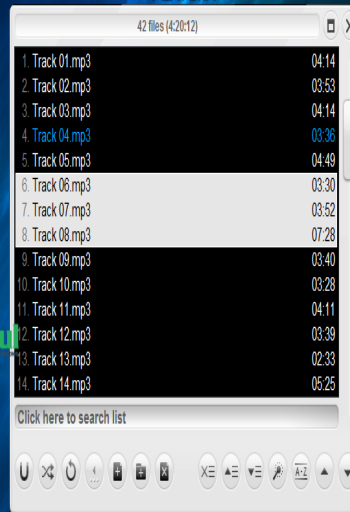 42 files (4:20:12)
1. Track 01.mp3 04:14
2. Track 02.mp3 03:53
3. Track 03.mp3 04:14
4. Track 04.mp3 03:36
5. Track 05.mp3 04:49
6. Track 06.mp3 03:30
7. Track 07.mp3 03:52
8. Track 08.mp3 07:28
9. Track 09.mp3 03:40
10. Track 10.mp3 03:28
11. Track 11.mp3 04:11
12. Track 12.mp3 03:39
13. Track 13.mp3 02:33
14. Track 14.mp3 05:25
Click here to search list
A-Z